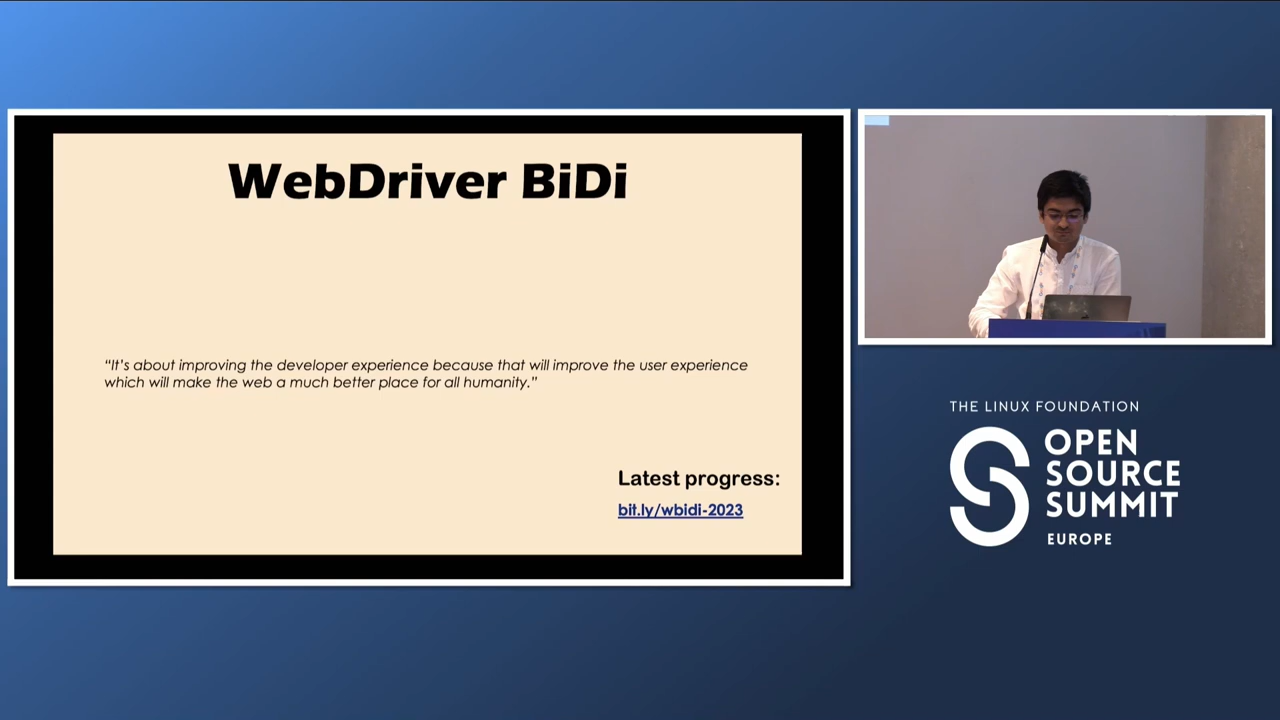 WebDriver BiDi
“It’s about improving the developer experience because that will improve the user experience
which will make the web a much better place for all humanity.”
Latest progress:
bit.ly/wbidi-2023
THE LINUX FOUNDATION
OPEN
SOURCE
SUMMIT
EUROPE